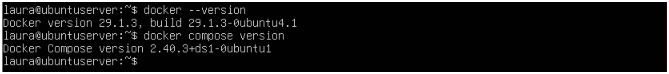 laura@ubuntuserver:~$ docker --version
Docker version 29.1.3, build 29.1.3-0ubuntu4.1
laura@ubuntuserver:~$ docker compose version
Docker Compose version 2.40.3+ds1-0ubuntu1
laura@ubuntuserver:~$